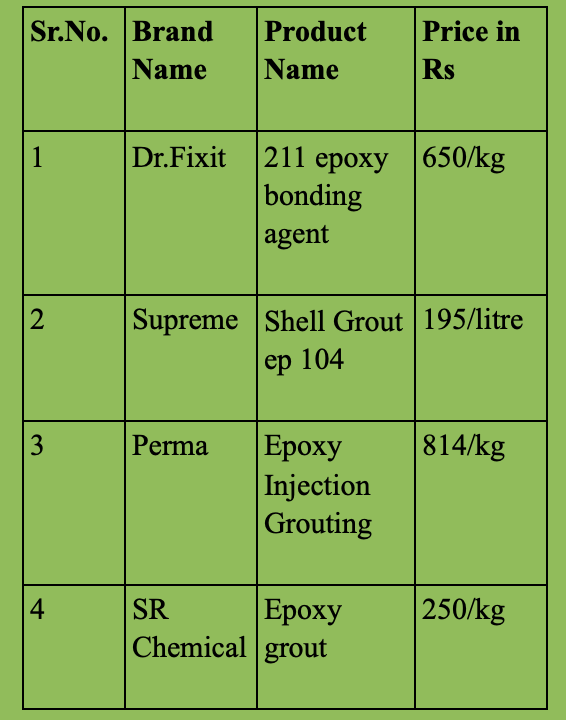 Sr.No. Brand Name Product Name Price in Rs
1 Dr.Fixit 211 epoxy bonding agent 650/kg
2 Supreme Shell Grout ep 104 195/litre
3 Perma Epoxy Injection Grouting 814/kg
4 SR Chemical Epoxy grout 250/kg